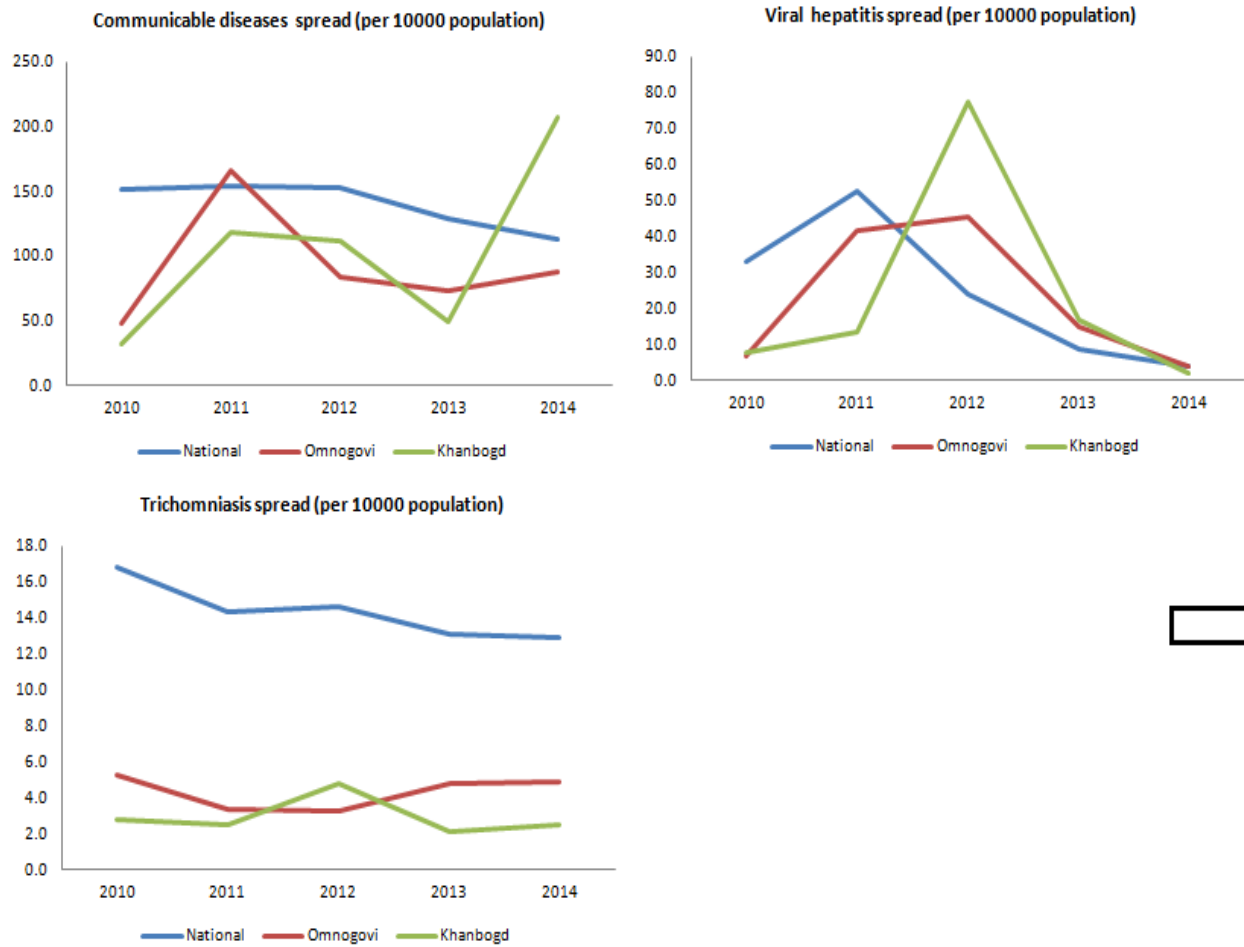 Communicable diseases spread (per 10000 population)
250.0
200.0
150.0
100.0
50.0
0.0
2010 2011 2012 2013 2014
National Omnogovi Khanbogd
Viral hepatitis spread (per 10000 population)
90.0
80.0
70.0
60.0
50.0
40.0
30.0
20.0
10.0
0.0
2010 2011 2012 2013 2014
National Omnogovi Khanbogd
Trichomniasis spread (per 10000 population)
18.0
16.0
14.0
12.0
10.0
8.0
6.0
4.0
2.0
0.0
2010 2011 2012 2013 2014
National Omnogovi Khanbogd